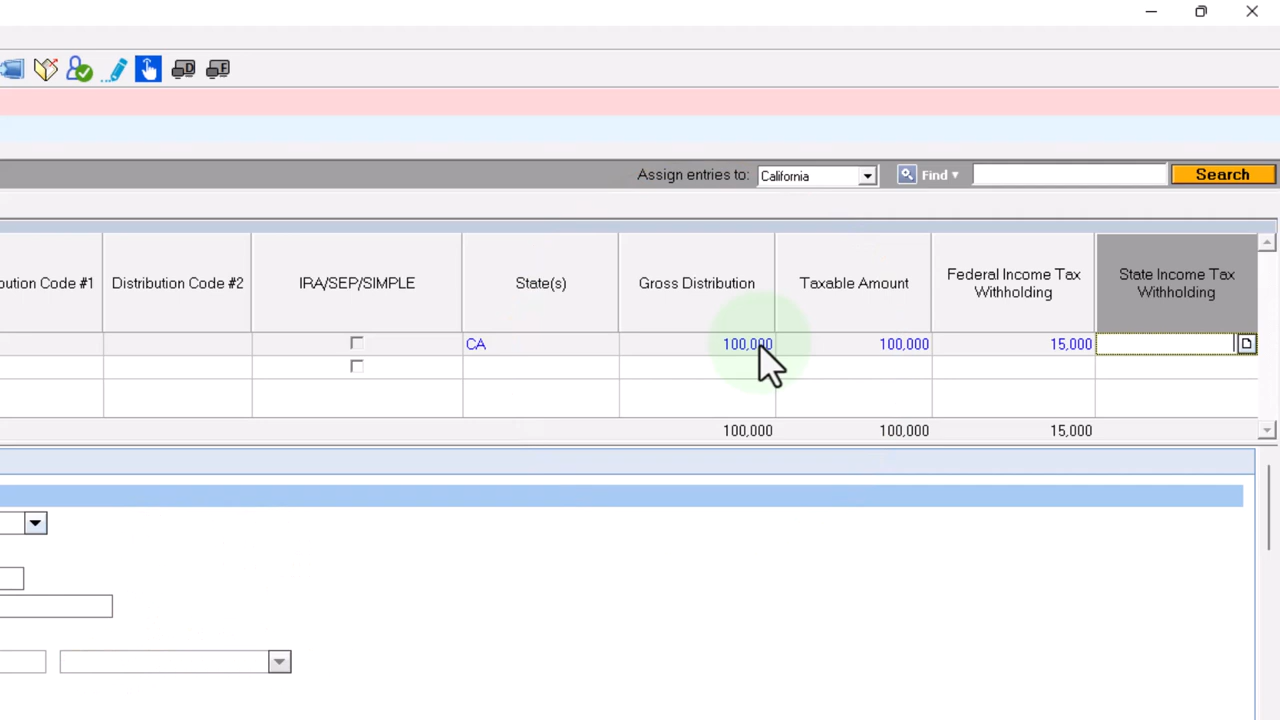 Assign entries to: California Find Search
bution Code #1 Distribution Code #2 IRA/SEP/SIMPLE State(s) Gross Distribution Taxable Amount Federal Income Tax Withholding State Income Tax Withholding
CA 100,000 100,000 15,000
100,000 100,000 15,000